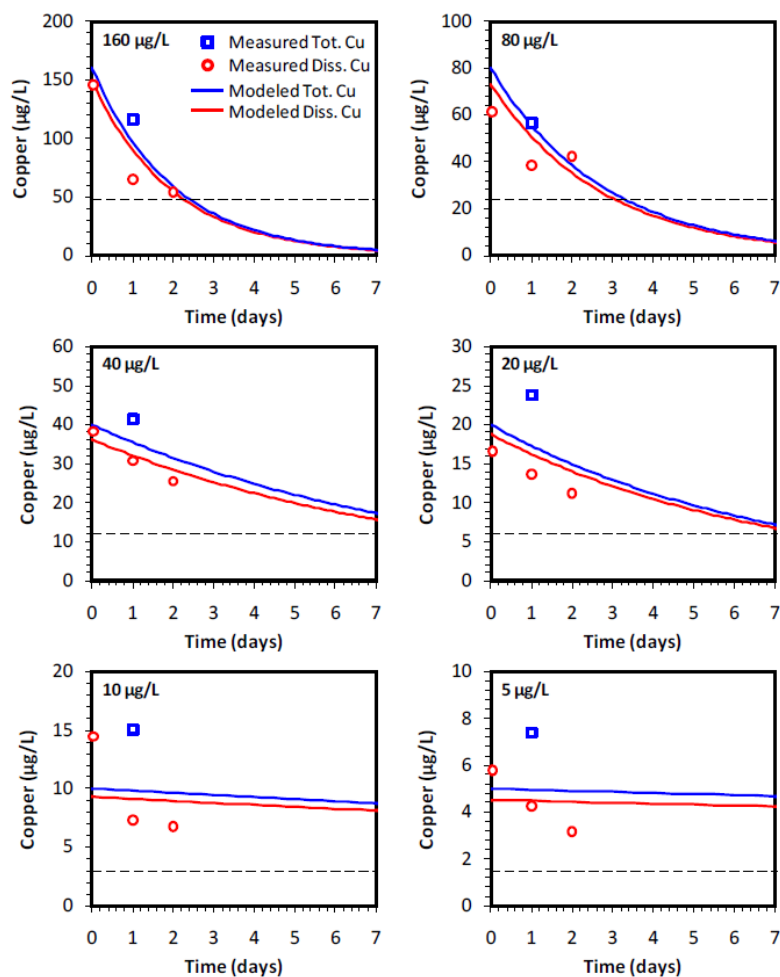 160 µg/L
Measured Tot. Cu
Measured Diss. Cu
Modeled Tot. Cu
Modeled Diss. Cu
Copper (µg/L)
200
150
100
50
0
0 1 2 3 4 5 6 7
Time (days)
80 µg/L
Copper (µg/L)
100
80
60
40
20
0
0 1 2 3 4 5 6 7
Time (days)
40 µg/L
Copper (µg/L)
60
50
40
30
20
10
0
0 1 2 3 4 5 6 7
Time (days)
20 µg/L
Copper (µg/L)
30
25
20
15
10
5
0
0 1 2 3 4 5 6 7
Time (days)
10 µg/L
Copper (µg/L)
20
15
10
5
0
0 1 2 3 4 5 6 7
Time (days)
5 µg/L
Copper (µg/L)
10
8
6
4
2
0
0 1 2 3 4 5 6 7
Time (days)